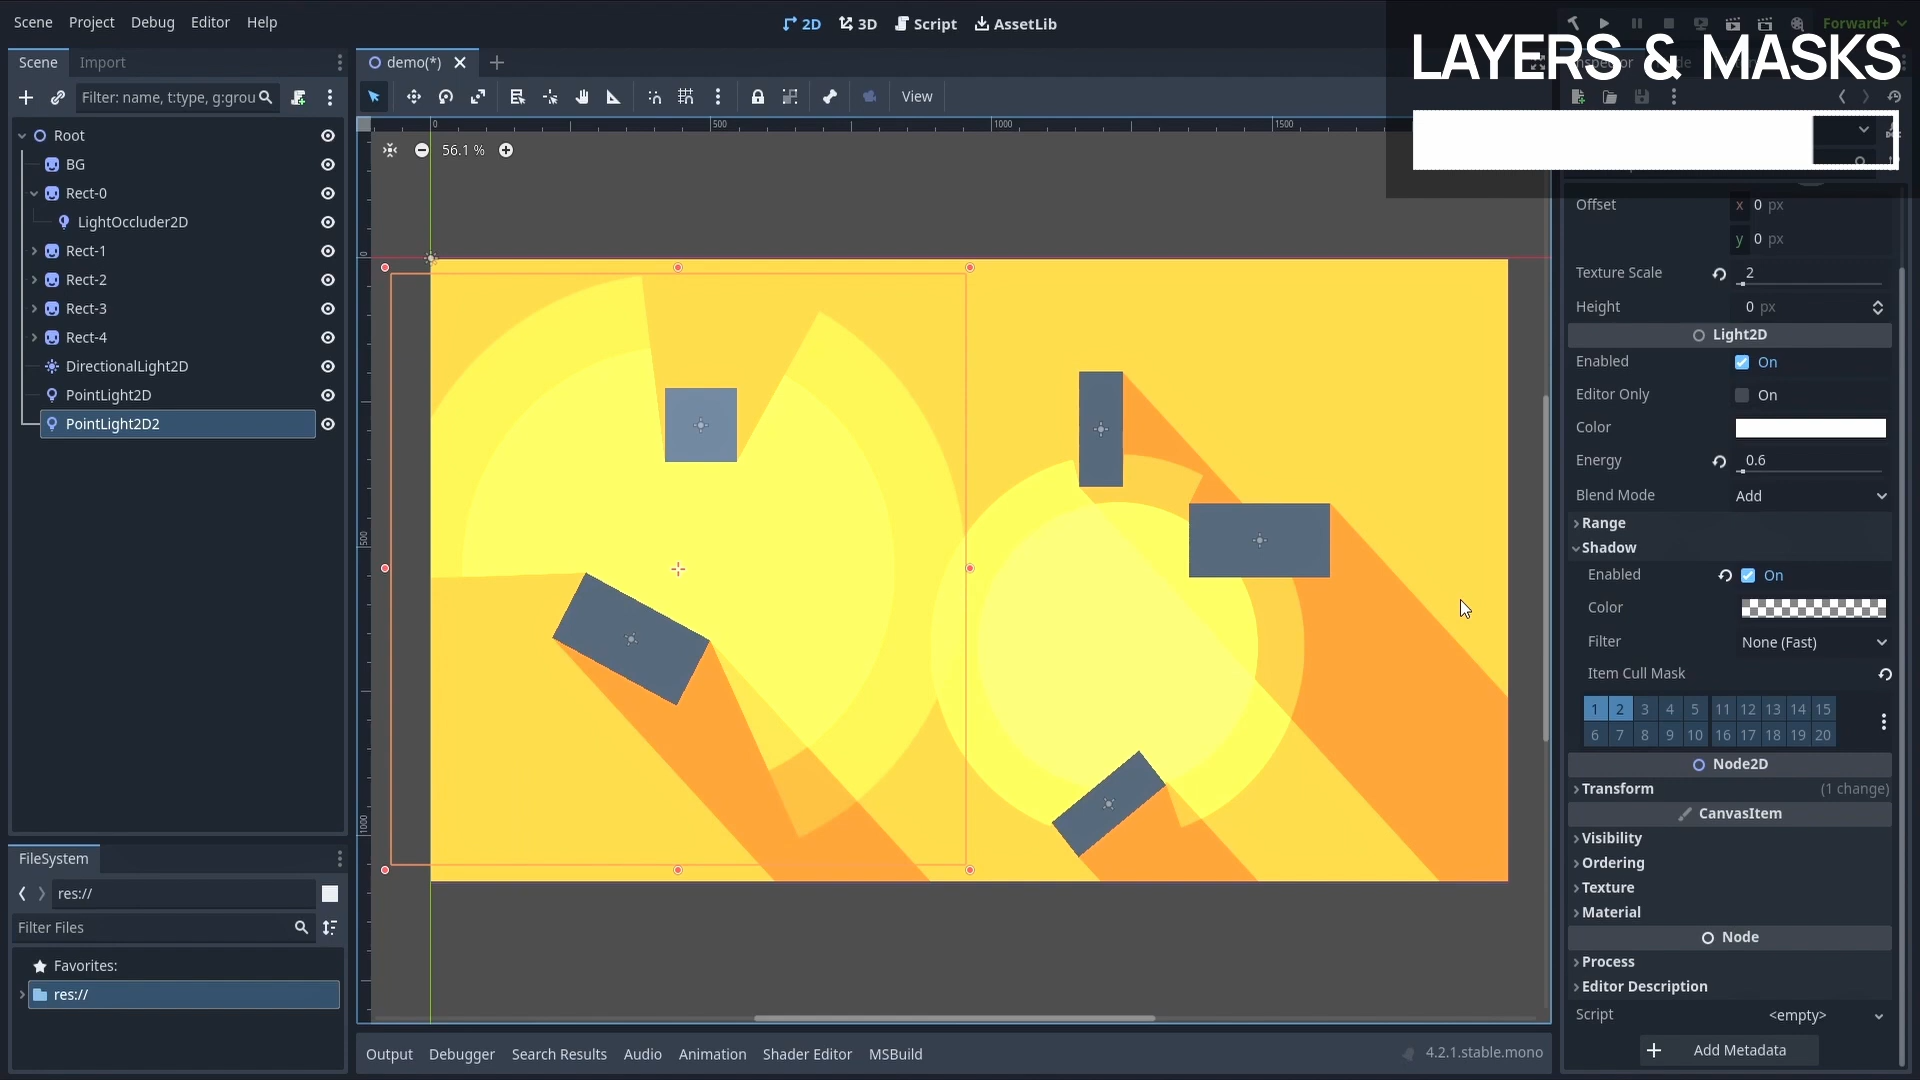 Scene Project Debug Editor Help
2D 3D Script AssetLib
Forward+
LAYERS & MASKS
Scene Import
demo(*)
Filter: name, t:type, g:grou
View
0 500 1000 1500
56.1 %
0
500
1000
Root
BG
Rect-0
LightOccluder2D
Rect-1
Rect-2
Rect-3
Rect-4
DirectionalLight2D
PointLight2D
PointLight2D2
FileSystem
res://
Filter Files
Favorites:
res://
Output Debugger Search Results Audio Animation Shader Editor MSBuild
4.2.1.stable.mono
Offset x 0 px
y 0 px
Texture Scale 2
Height 0 px
Light2D
Enabled On
Editor Only On
Color
Energy 0.6
Blend Mode Add
Range
Shadow
Enabled On
Color
Filter None (Fast)
Item Cull Mask
1 2 3 4 5 11 12 13 14 15
6 7 8 9 10 16 17 18 19 20
Node2D
Transform (1 change)
CanvasItem
Visibility
Ordering
Texture
Material
Node
Process
Editor Description
Script <empty>
Add Metadata